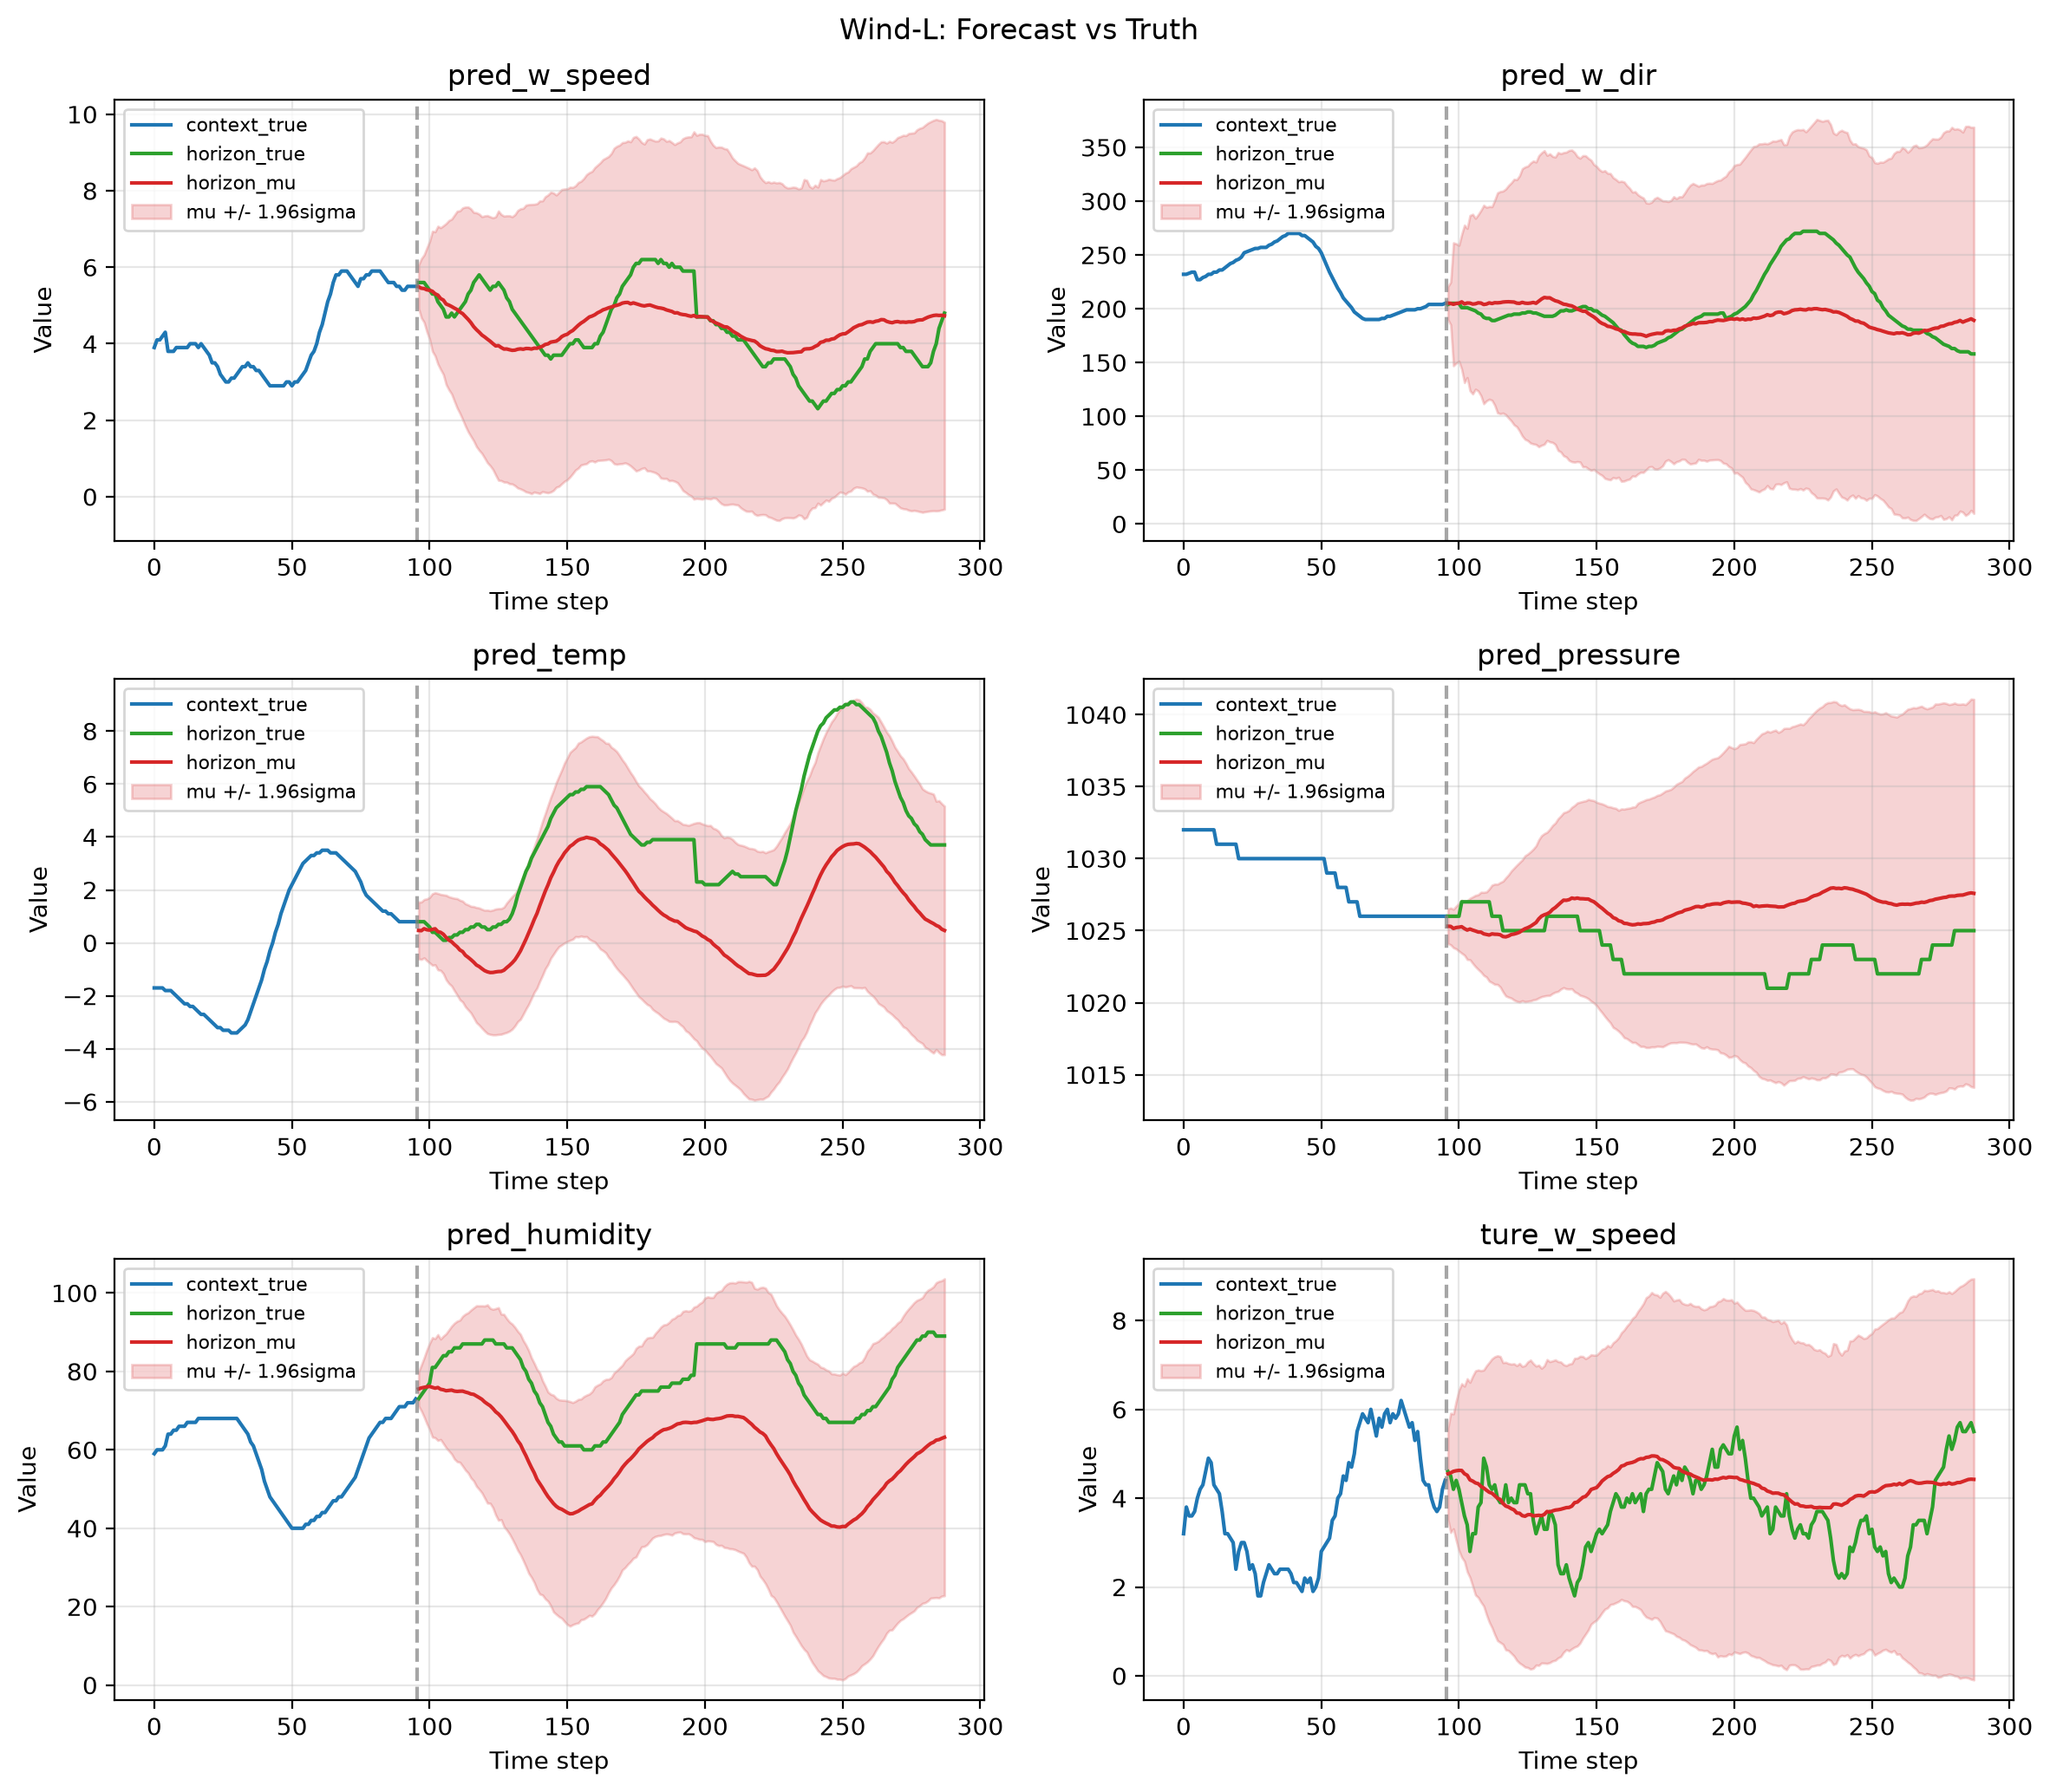 Wind-L: Forecast vs Truth
pred_w_speed
context_true
horizon_true
horizon_mu
mu +/- 1.96sigma
Value
10
8
6
4
2
0
0 50 100 150 200 250 300
Time step
pred_w_dir
context_true
horizon_true
horizon_mu
mu +/- 1.96sigma
Value
350
300
250
200
150
100
50
0
0 50 100 150 200 250 300
Time step
pred_temp
context_true
horizon_true
horizon_mu
mu +/- 1.96sigma
Value
8
6
4
2
0
−2
−4
−6
0 50 100 150 200 250 300
Time step
pred_pressure
context_true
horizon_true
horizon_mu
mu +/- 1.96sigma
Value
1040
1035
1030
1025
1020
1015
0 50 100 150 200 250 300
Time step
pred_humidity
context_true
horizon_true
horizon_mu
mu +/- 1.96sigma
Value
100
80
60
40
20
0
0 50 100 150 200 250 300
Time step
ture_w_speed
context_true
horizon_true
horizon_mu
mu +/- 1.96sigma
Value
8
6
4
2
0
0 50 100 150 200 250 300
Time step